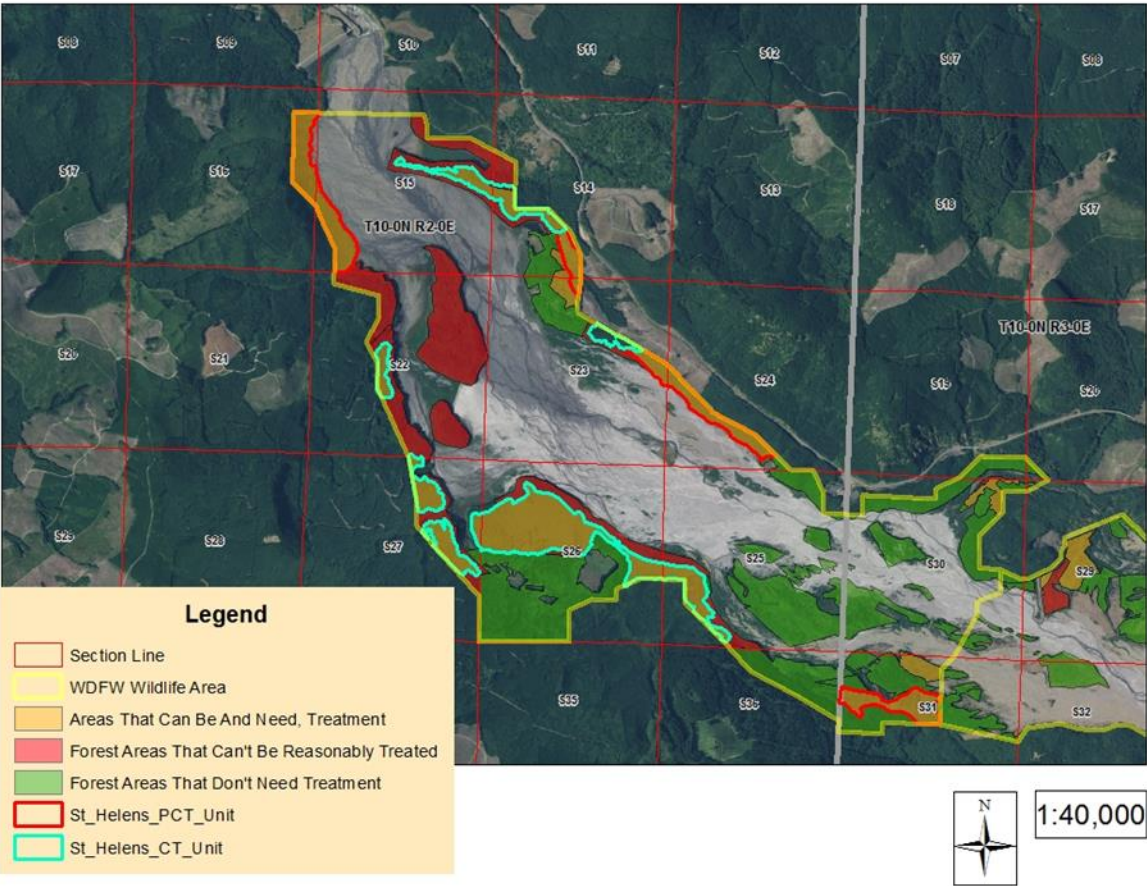 S08
S09
S10
S11
S12
S07
S08
S17
S16
S15
S14
S13
S18
S17
T10-0N R2-0E
T10-0N R3-0E
S20
S21
S22
S23
S24
S19
S20
S29
S28
S27
S26
S25
S30
S29
S35
S36
S31
S32
Legend
Section Line
WDFW Wildlife Area
Areas That Can Be And Need, Treatment
Forest Areas That Can't Be Reasonably Treated
Forest Areas That Don't Need Treatment
St_Helens_PCT_Unit
St_Helens_CT_Unit
N
1:40,000